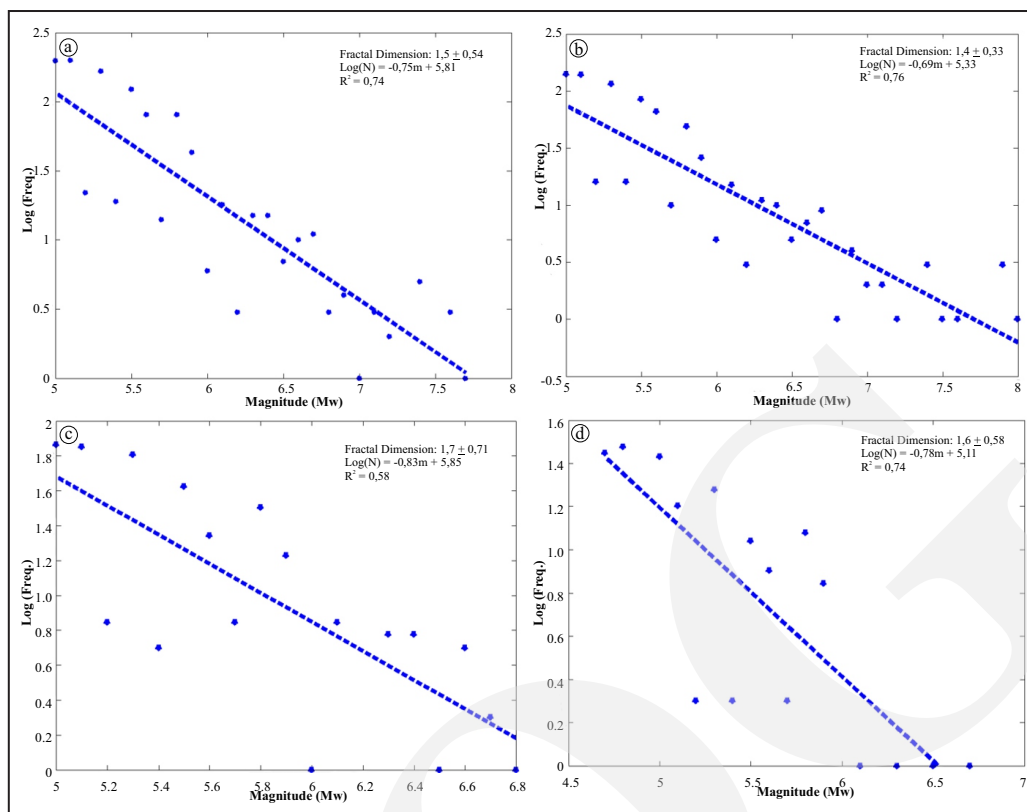 a
Fractal Dimension: 1,5 ± 0,54
Log(N) = -0,75m + 5,81
R² = 0,74
Log (Freq.)
2.5
2
1.5
1
0.5
0
5 5.5 6 6.5 7 7.5 8
Magnitude (Mw)
b
Fractal Dimension: 1,4 ± 0,33
Log(N) = -0,69m + 5,33
R² = 0,76
Log (Freq.)
2.5
2
1.5
1
0.5
0
-0.5
5 5.5 6 6.5 7 7.5 8
Magnitude (Mw)
c
Fractal Dimension: 1,7 ± 0,71
Log(N) = -0,83m + 5,85
R² = 0,58
Log (Freq.)
2
1.8
1.6
1.4
1.2
1.0
0.8
0.6
0.4
0.2
0
5 5.2 5.4 5.6 5.8 6 6.2 6.4 6.6 6.8
Magnitude (Mw)
d
Fractal Dimension: 1,6 ± 0,58
Log(N) = -0,78m + 5,11
R² = 0,74
Log (Freq.)
1.6
1.4
1.2
1.0
0.8
0.6
0.4
0.2
0
4.5 5 5.5 6 6.5 7
Magnitude (Mw)